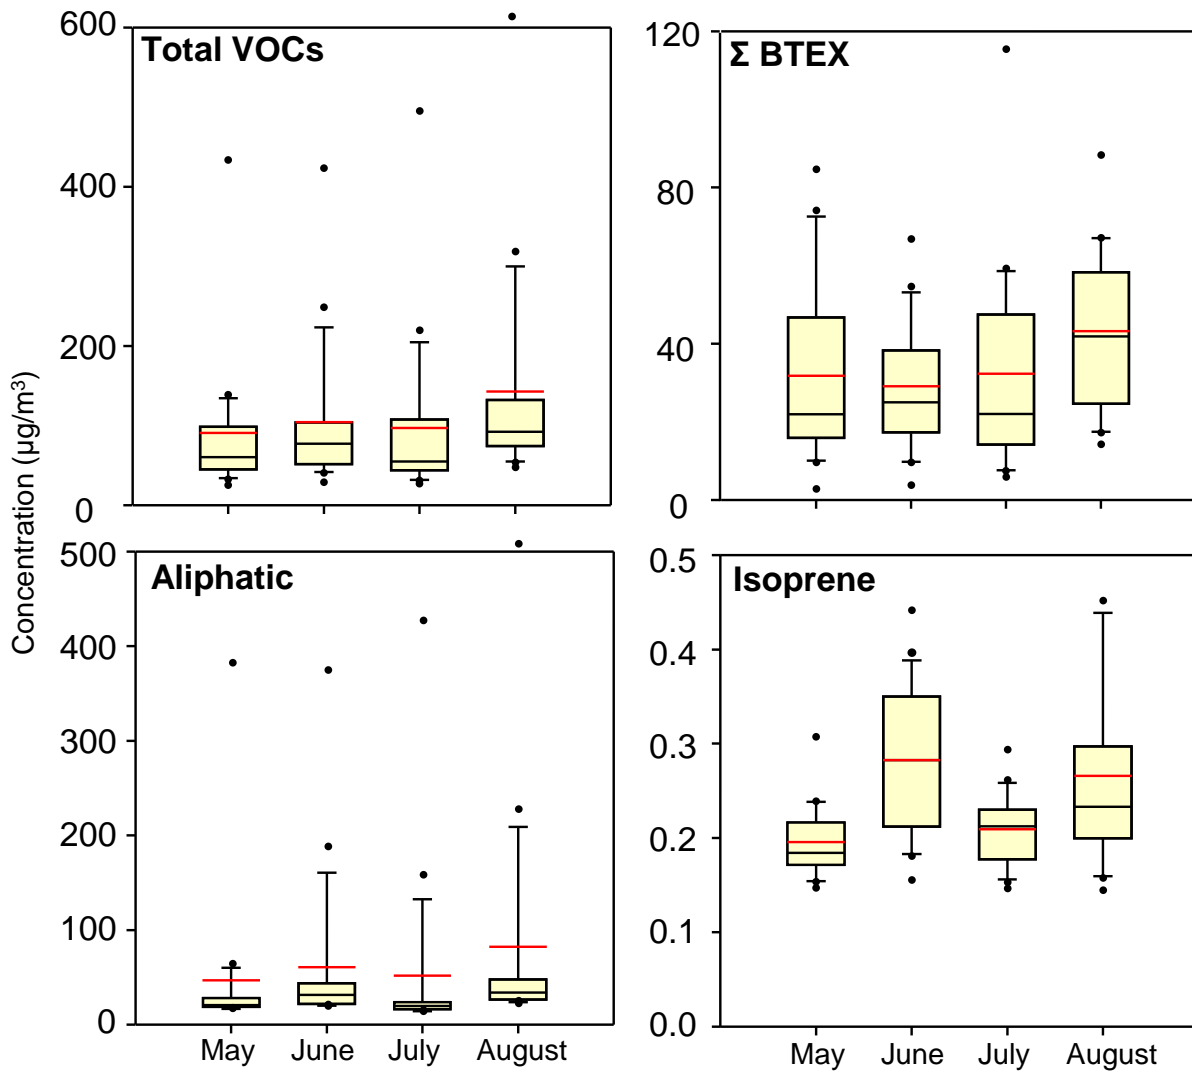 Total VOCs
600
400
200
0
Σ BTEX
120
80
40
0
Concentration (µg/m³)
Aliphatic
500
400
300
200
100
0
May June July August
Isoprene
0.5
0.4
0.3
0.2
0.1
0.0
May June July August